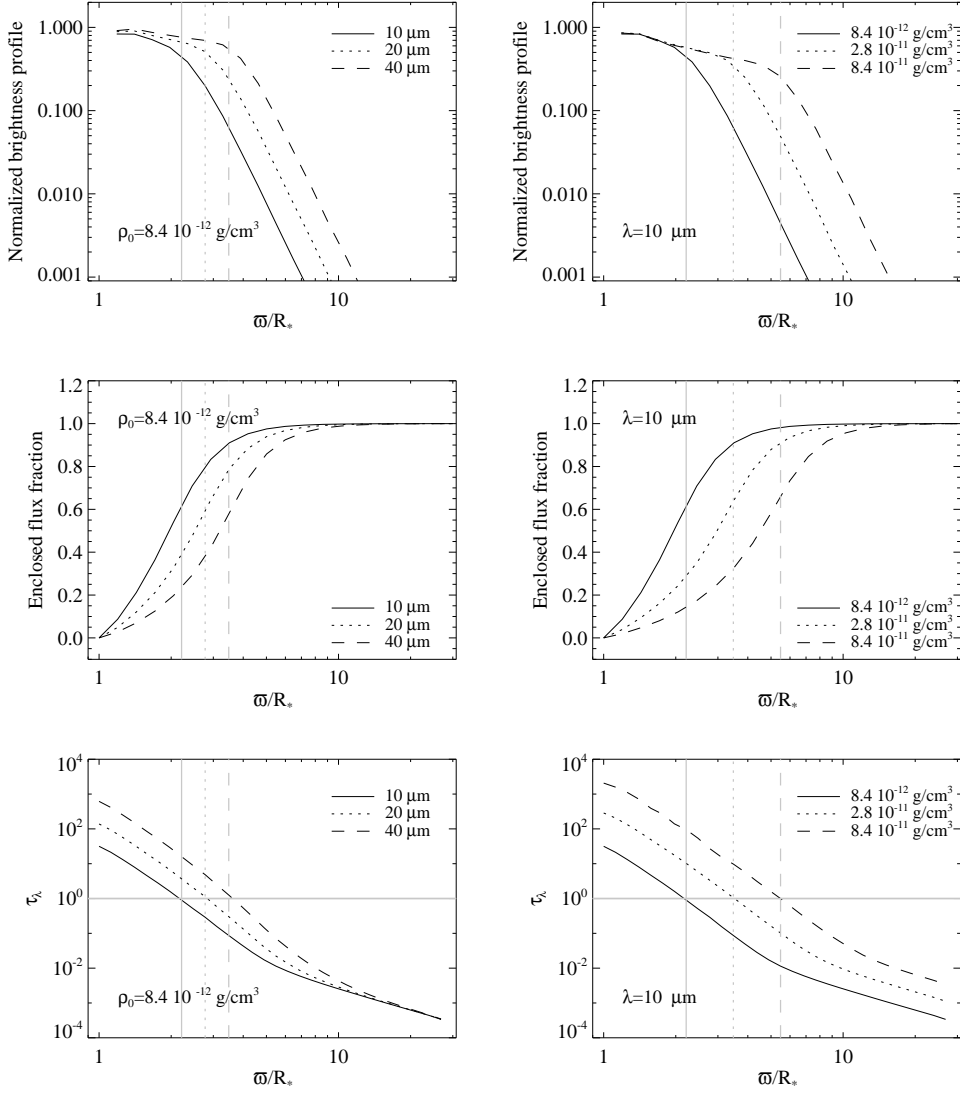 Normalized brightness profile
1.000
0.100
0.010
0.001
10 μm
20 μm
40 μm
ρ₀=8.4 10 ⁻¹² g/cm³
1
10
ϖ/R*
Normalized brightness profile
1.000
0.100
0.010
0.001
8.4 10⁻¹² g/cm³
2.8 10⁻¹¹ g/cm³
8.4 10⁻¹¹ g/cm³
λ=10 μm
1
10
ϖ/R*
Enclosed flux fraction
1.2
1.0
0.8
0.6
0.4
0.2
0.0
ρ₀=8.4 10 ⁻¹² g/cm³
10 μm
20 μm
40 μm
1
10
ϖ/R*
Enclosed flux fraction
1.2
1.0
0.8
0.6
0.4
0.2
0.0
λ=10 μm
8.4 10⁻¹² g/cm³
2.8 10⁻¹¹ g/cm³
8.4 10⁻¹¹ g/cm³
1
10
ϖ/R*
τλ
10⁴
10²
10⁰
10⁻²
10⁻⁴
10 μm
20 μm
40 μm
ρ₀=8.4 10 ⁻¹² g/cm³
1
10
ϖ/R*
τλ
10⁴
10²
10⁰
10⁻²
10⁻⁴
8.4 10⁻¹² g/cm³
2.8 10⁻¹¹ g/cm³
8.4 10⁻¹¹ g/cm³
λ=10 μm
1
10
ϖ/R*